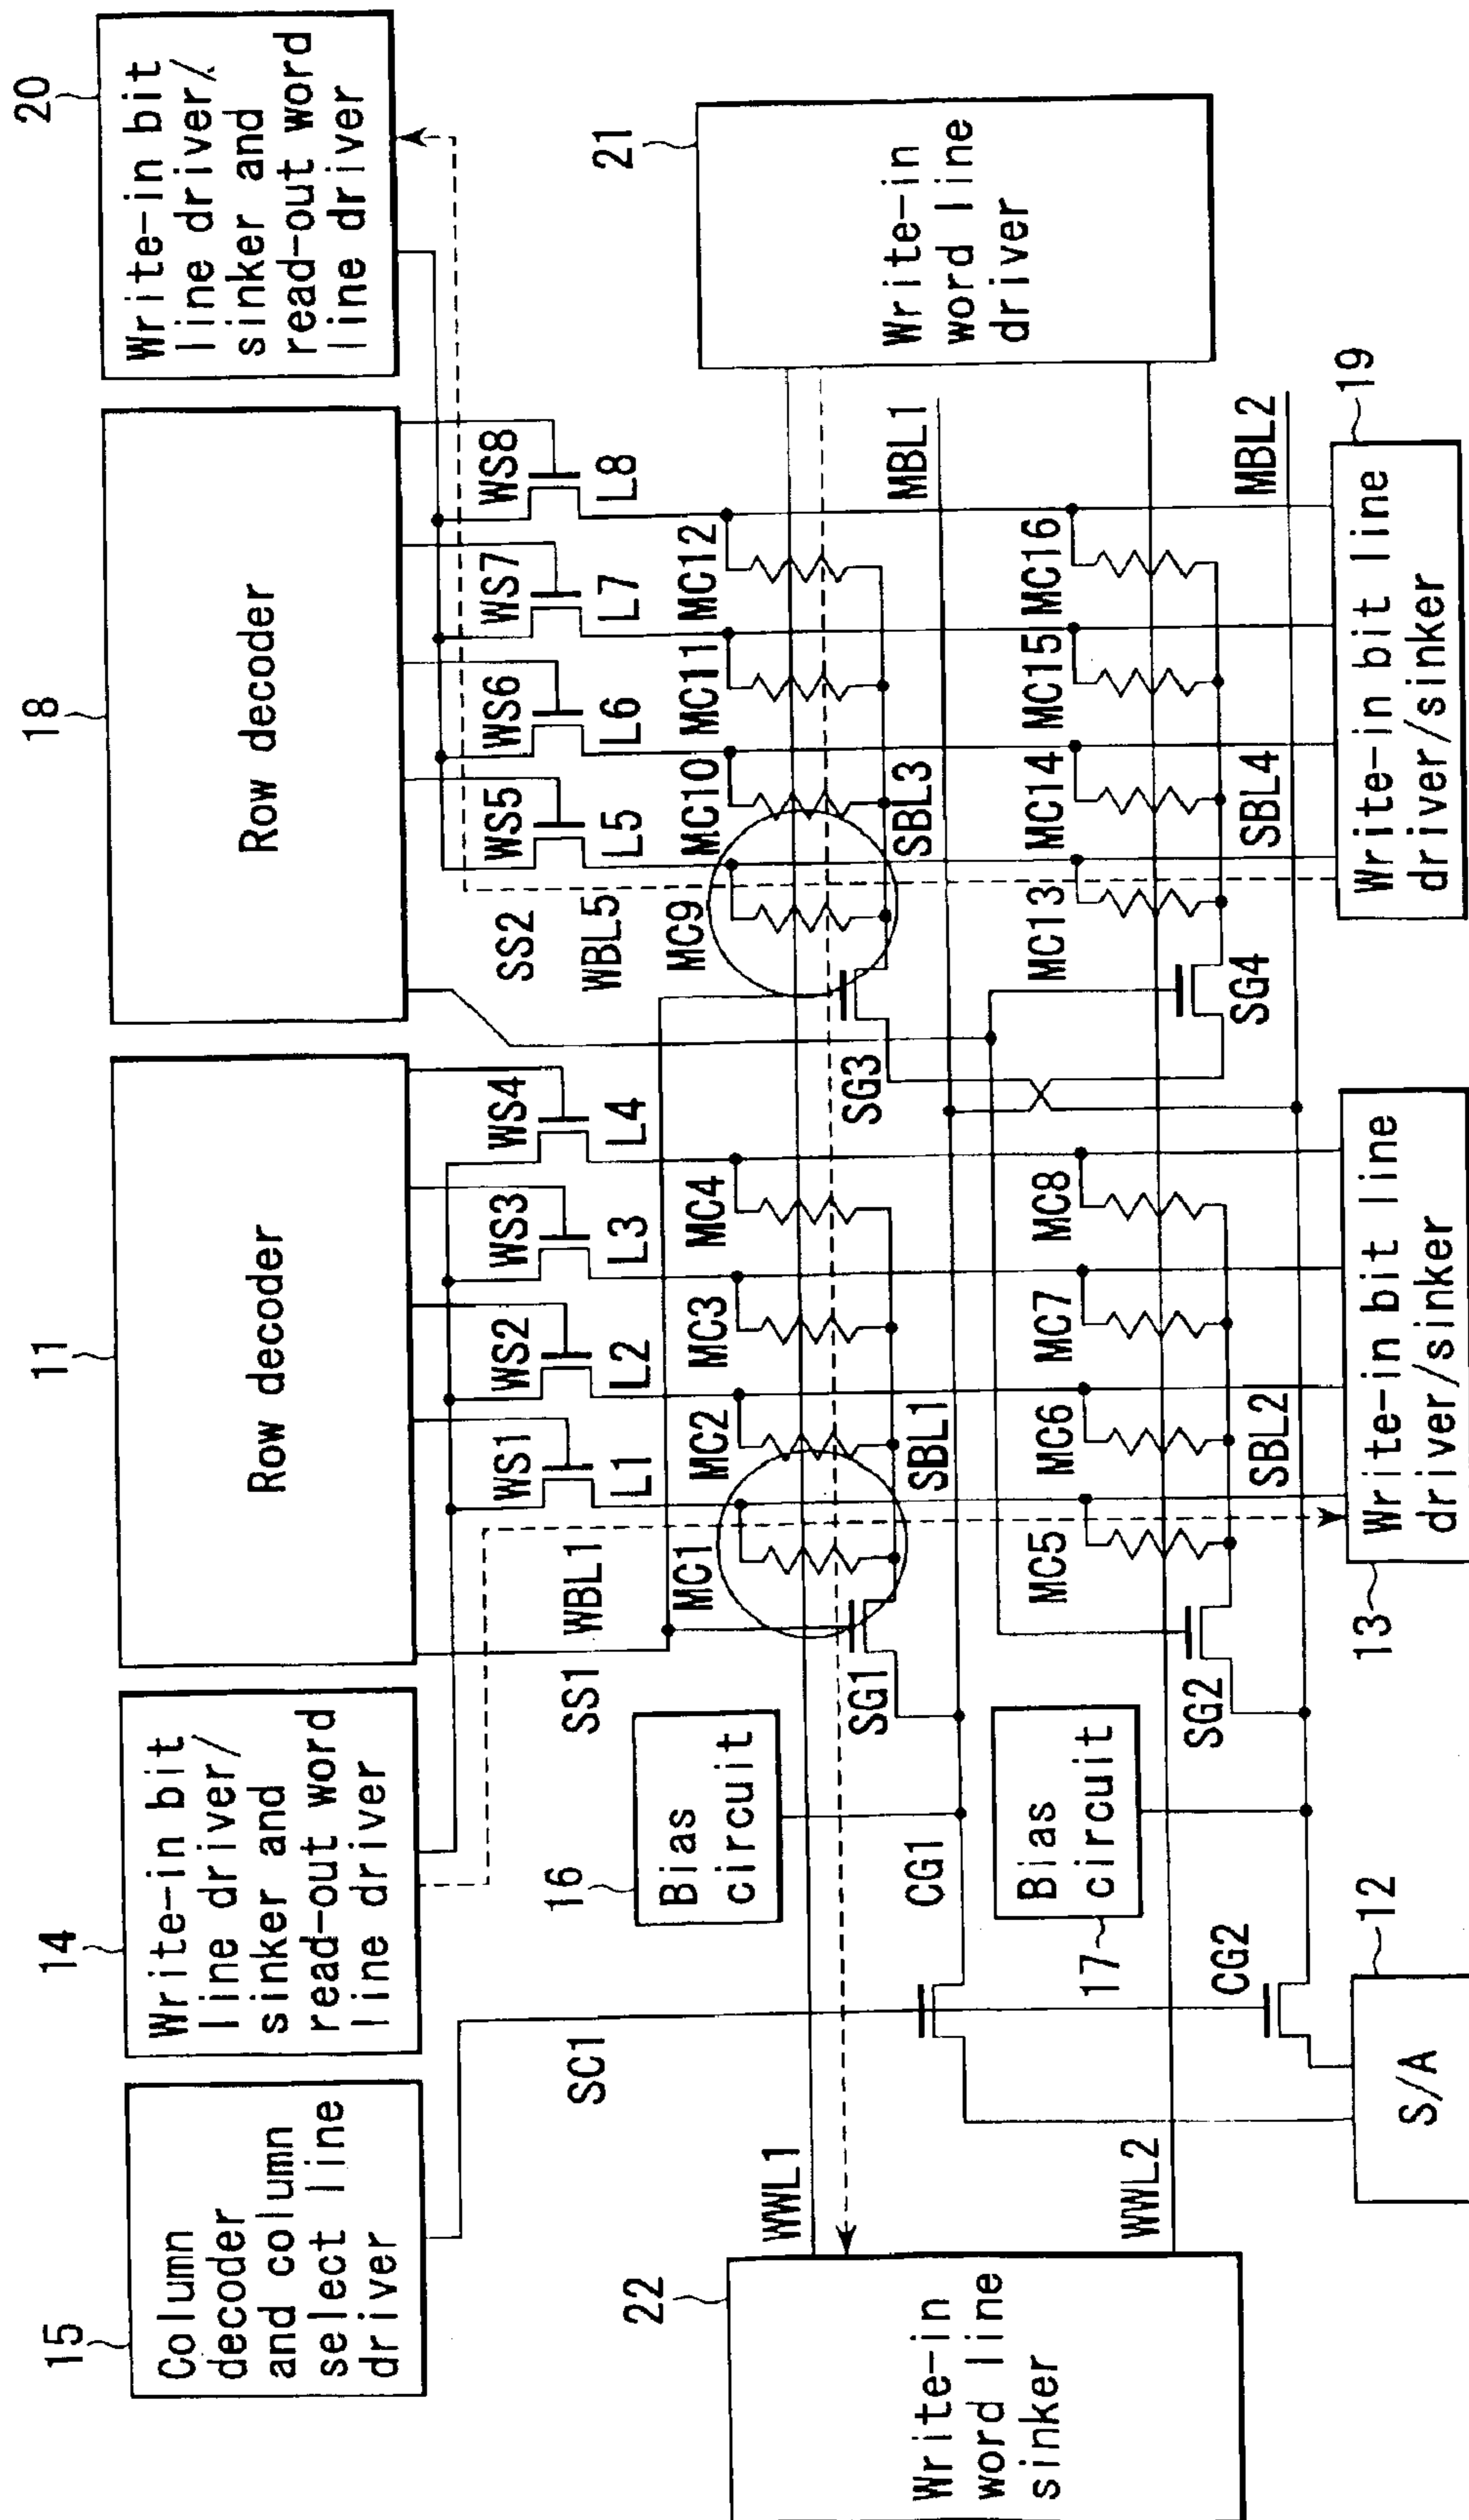 15
Column
decoder
and column
select line
driver
14
Write-in bit
line driver/
sinker and
read-out word
line driver
11
Row decoder
18
Row decoder
20
Write-in bit
line driver/
sinker and
read-out word
line driver
WS1
WS2
WS3
WS4
WS5
WS6
WS7
WS8
SC1
SS1
WBL1
L1
L2
L3
L4
SS2
WBL5
L5
L6
L7
L8
16
Bias
circuit
22
Write-in
word line
sinker
21
Write-in
word line
driver
WWL1
MC1
MC2
MC3
MC4
MC9
MC10
MC11
MC12
SG1
SG3
CG1
SBL1
SBL3
MBL1
17
Bias
circuit
WWL2
MC5
MC6
MC7
MC8
MC13
MC14
MC15
MC16
CG2
SG2
SBL2
SG4
SBL4
MBL2
12
S/A
13
Write-in bit line
driver/sinker
19
Write-in bit line
driver/sinker